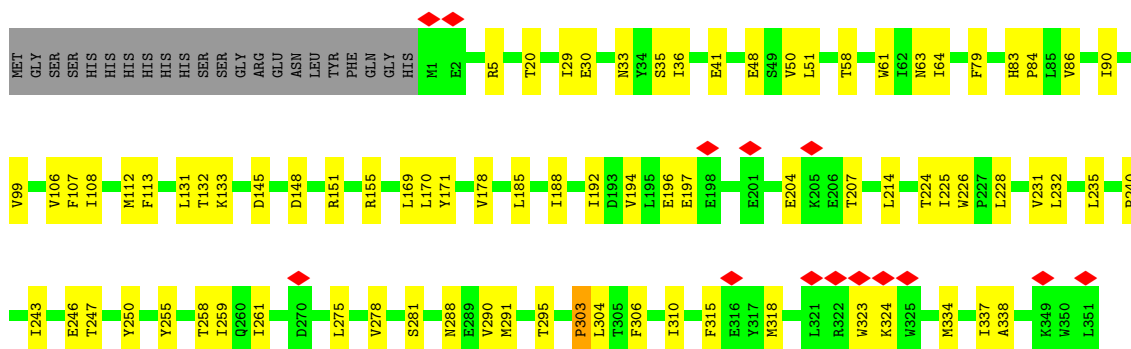 MET GLY SER SER HIS HIS HIS HIS HIS HIS SER SER GLY ARG GLU ASN LEU TYR PHE GLN GLY HIS M1 E2 R5 T20 I29 E30 N33 Y34 S35 I36 E41 E48 S49 V50 L51 T58 W61 I62 N63 I64 F79 H83 P84 L85 V86 I90
V99 V106 F107 I108 M112 F113 L131 T132 K133 D145 D148 R151 R155 L169 L170 Y171 V178 L185 I188 I192 D193 V194 L195 E196 E197 E198 E201 E204 K205 E206 T207 L214 T224 I225 W226 P227 L228 V231 L232 L235
I243 E246 T247 Y250 Y255 T258 I259 Q260 I261 D270 L275 V278 S281 N288 E289 V290 M291 T295 P303 L304 T305 F306 I310 F315 E316 Y317 M318 L321 R322 W323 K324 W325 M334 I337 A338 K349 W350 L351